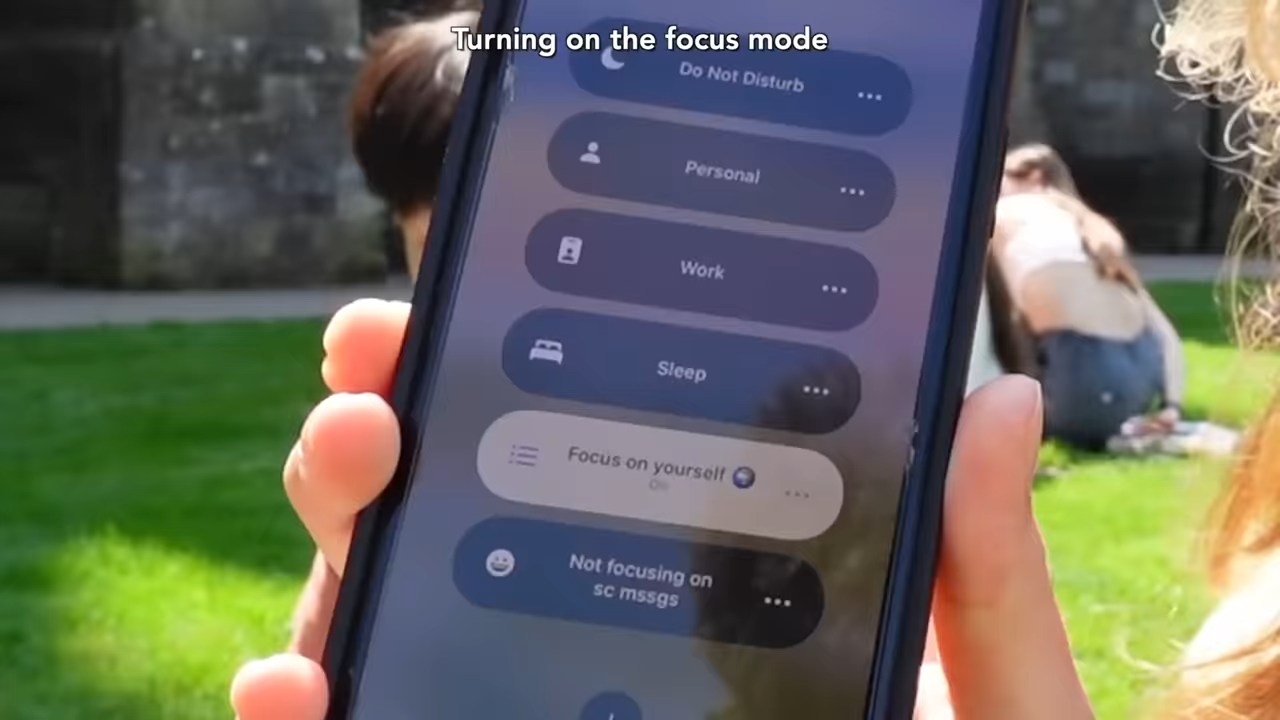 Turning on the focus mode
Do Not Disturb
Personal
Work
Sleep
Focus on yourself
On
Not focusing on
sc mssgs